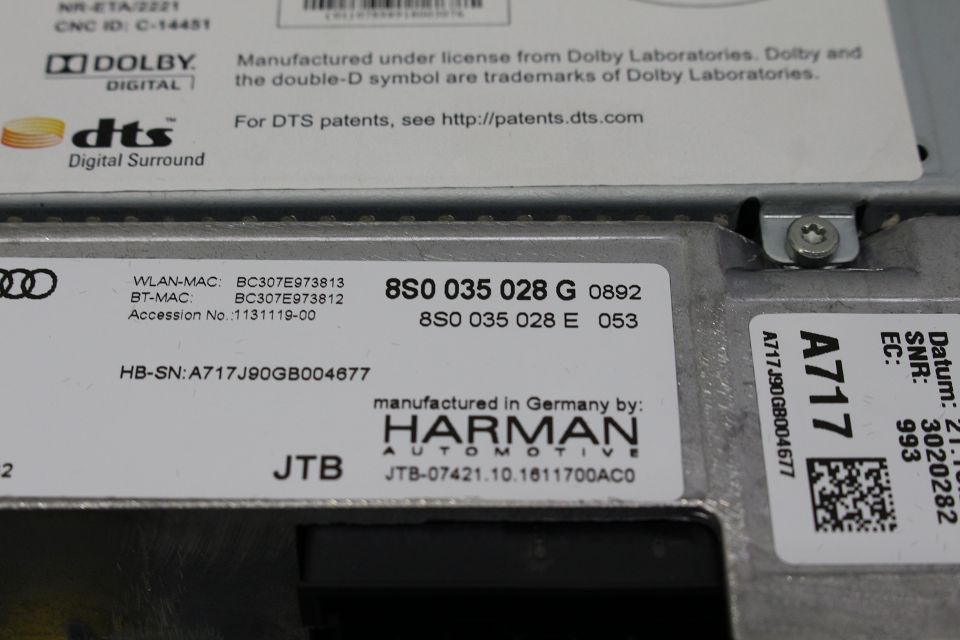 NR-ETA/2221
CNC ID: C-14451
DOLBY
DIGITAL
Manufactured under license from Dolby Laboratories. Dolby and
the double-D symbol are trademarks of Dolby Laboratories.
dts™
Digital Surround
For DTS patents, see http://patents.dts.com
WLAN-MAC: BC307E973813
BT-MAC: BC307E973812
Accession No.:1131119-00
8S0 035 028 G 0892
8S0 035 028 E 053
HB-SN:A717J90GB004677
manufactured in Germany by:
HARMAN
AUTOMOTIVE
JTB
JTB-07421.10.1611700AC0
Datum:
SNR: 3020282
EC: 993
A717
A717J90GB004677